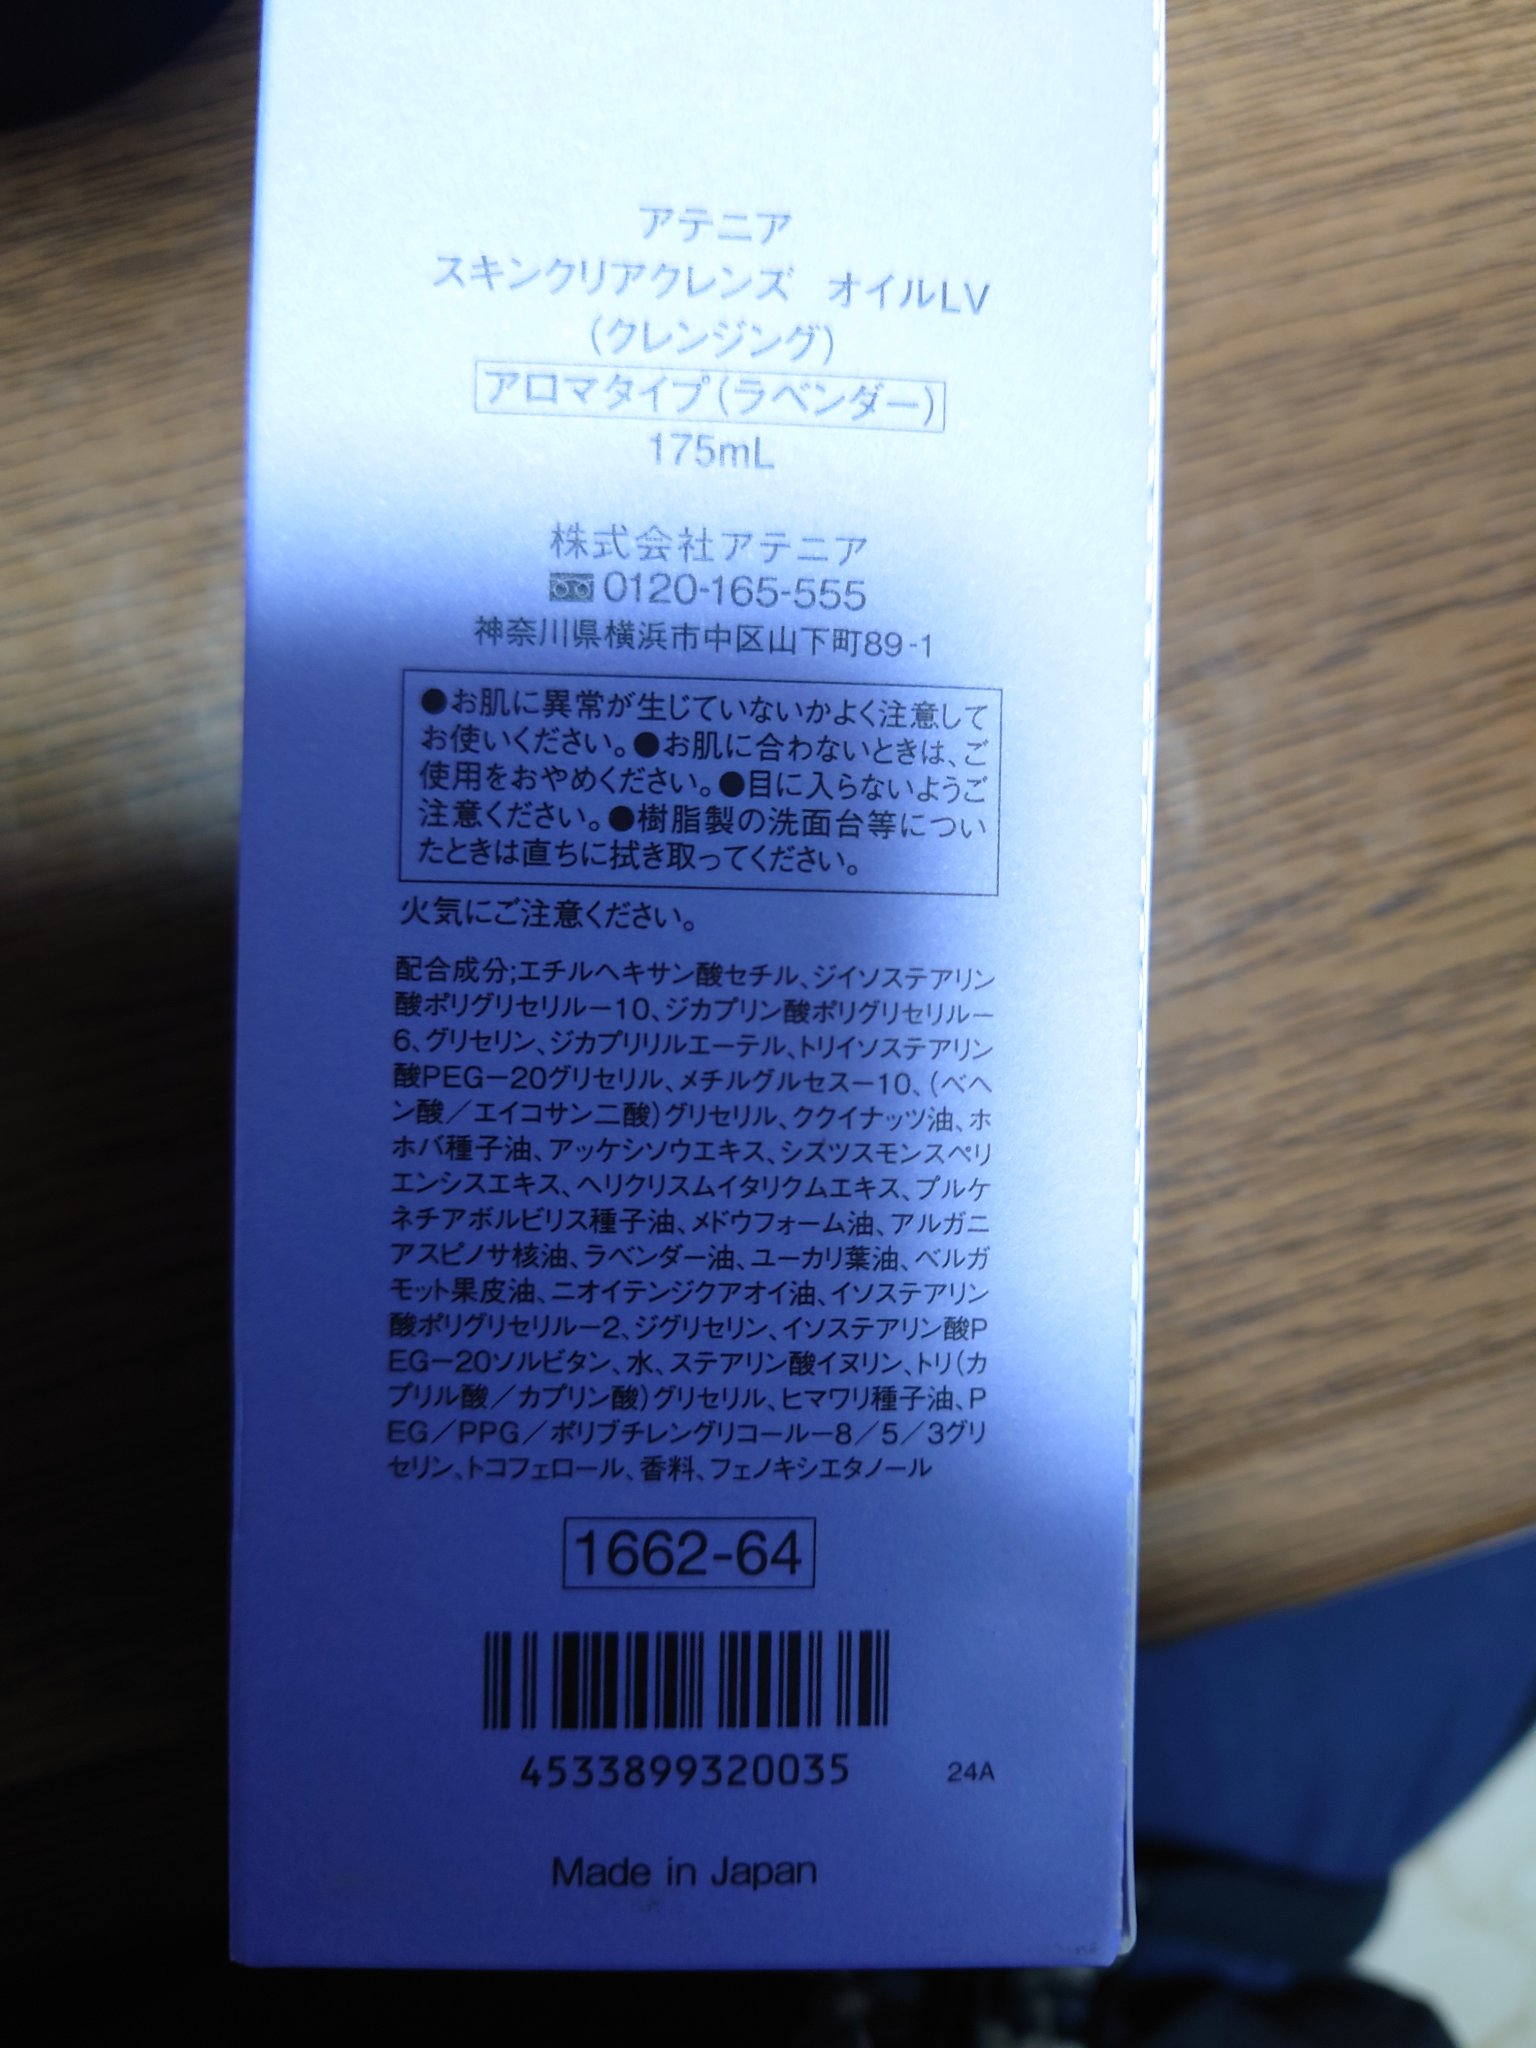 アテニア
スキンクリアクレンズ オイルLV
(クレンジング)
アロマタイプ(ラベンダー)
175mL
株式会社アテニア
0120-165-555
神奈川県横浜市中区山下町89-1
●お肌に異常が生じていないかよく注意して
お使いください。●お肌に合わないときは、ご
使用をおやめください。●目に入らないようご
注意ください。●樹脂製の洗面台等につい
たときは直ちに拭き取ってください。
火気にご注意ください。
配合成分;エチルヘキサン酸セチル、ジイソステアリン
酸ポリグリセリル－10、ジカプリン酸ポリグリセリル－
6、グリセリン、ジカプリリルエーテル、トリイソステアリン
酸PEG－20グリセリル、メチルグルセス－10、(ベヘ
ン酸／エイコサン二酸)グリセリル、ククイナッツ油、ホ
ホバ種子油、アッケシソウエキス、シズツスモンスペリ
エンシスエキス、ヘリクリスムイタリクムエキス、プルケ
ネチアボルビリス種子油、メドウフォーム油、アルガニ
アスピノサ核油、ラベンダー油、ユーカリ葉油、ベルガ
モット果皮油、ニオイテンジクアオイ油、イソステアリン
酸ポリグリセリル－2、ジグリセリン、イソステアリン酸P
EG－20ソルビタン、水、ステアリン酸イヌリン、トリ(カ
プリル酸／カプリン酸)グリセリル、ヒマワリ種子油、P
EG／PPG／ポリブチレングリコール－8／5／3グリ
セリン、トコフェロール、香料、フェノキシエタノール
1662-64
4533899320035
24A
Made in Japan